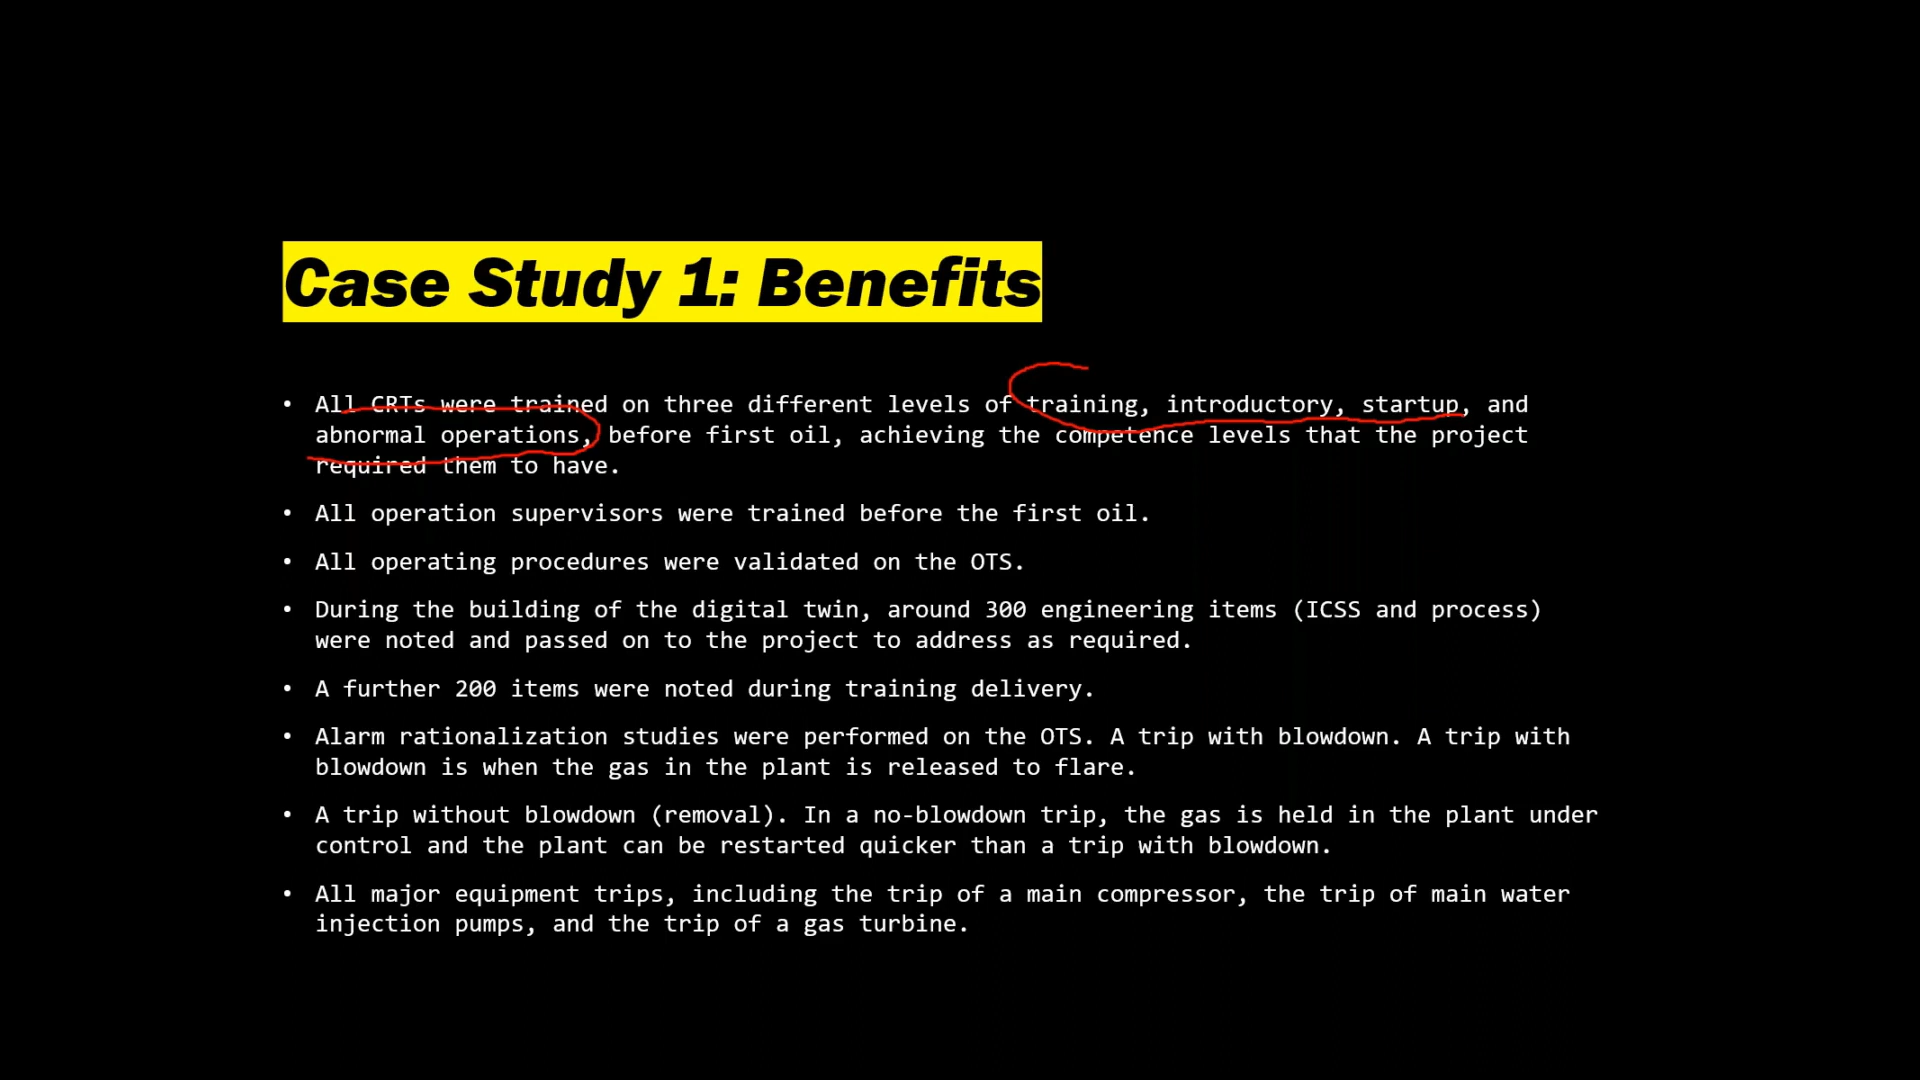 Case Study 1: Benefits
• All CRTs were trained on three different levels of training, introductory, startup, and
abnormal operations, before first oil, achieving the competence levels that the project
required them to have.
• All operation supervisors were trained before the first oil.
• All operating procedures were validated on the OTS.
• During the building of the digital twin, around 300 engineering items (ICSS and process)
were noted and passed on to the project to address as required.
• A further 200 items were noted during training delivery.
• Alarm rationalization studies were performed on the OTS. A trip with blowdown. A trip with
blowdown is when the gas in the plant is released to flare.
• A trip without blowdown (removal). In a no-blowdown trip, the gas is held in the plant under
control and the plant can be restarted quicker than a trip with blowdown.
• All major equipment trips, including the trip of a main compressor, the trip of main water
injection pumps, and the trip of a gas turbine.